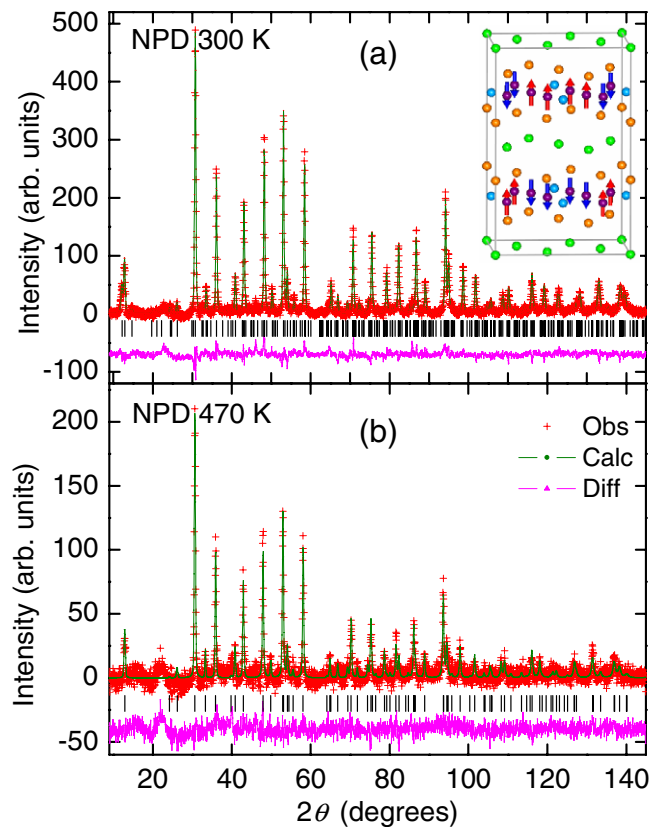 NPD 300 K
(a)
500
400
300
200
100
0
-100
Intensity (arb. units)
NPD 470 K
(b)
Obs
Calc
Diff
200
150
100
50
0
-50
Intensity (arb. units)
20 40 60 80 100 120 140
2θ (degrees)